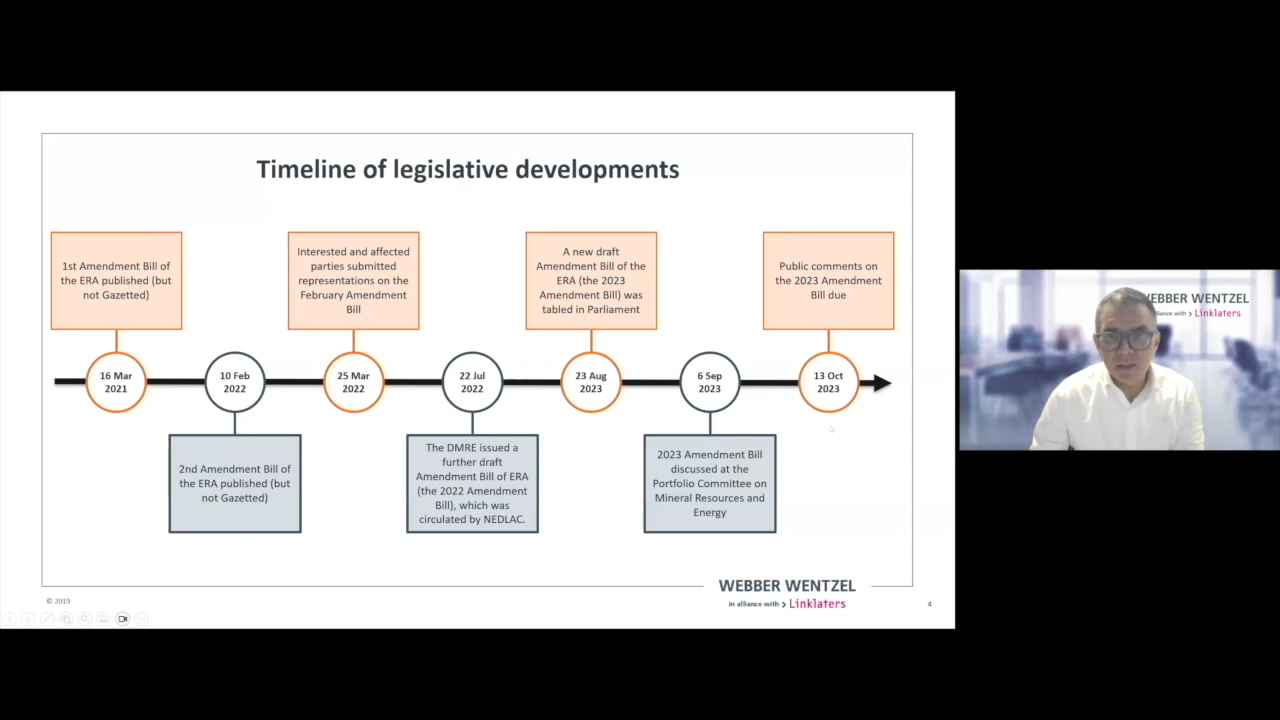 Timeline of legislative developments
1st Amendment Bill of
the ERA published (but
not Gazetted)
Interested and affected
parties submitted
representations on the
February Amendment
Bill
A new draft
Amendment Bill of the
ERA (the 2023
Amendment Bill) was
tabled in Parliament
Public comments on
the 2023 Amendment
Bill due
16 Mar
2021
10 Feb
2022
25 Mar
2022
22 Jul
2022
23 Aug
2023
6 Sep
2023
13 Oct
2023
2nd Amendment Bill of
the ERA published (but
not Gazetted)
The DMRE issued a
further draft
Amendment Bill of ERA
(the 2022 Amendment
Bill), which was
circulated by NEDLAC.
2023 Amendment Bill
discussed at the
Portfolio Committee on
Mineral Resources and
Energy
WEBBER WENTZEL
in alliance with > Linklaters
© 2019
4
EBBER WENTZEL
liance with > Linklaters